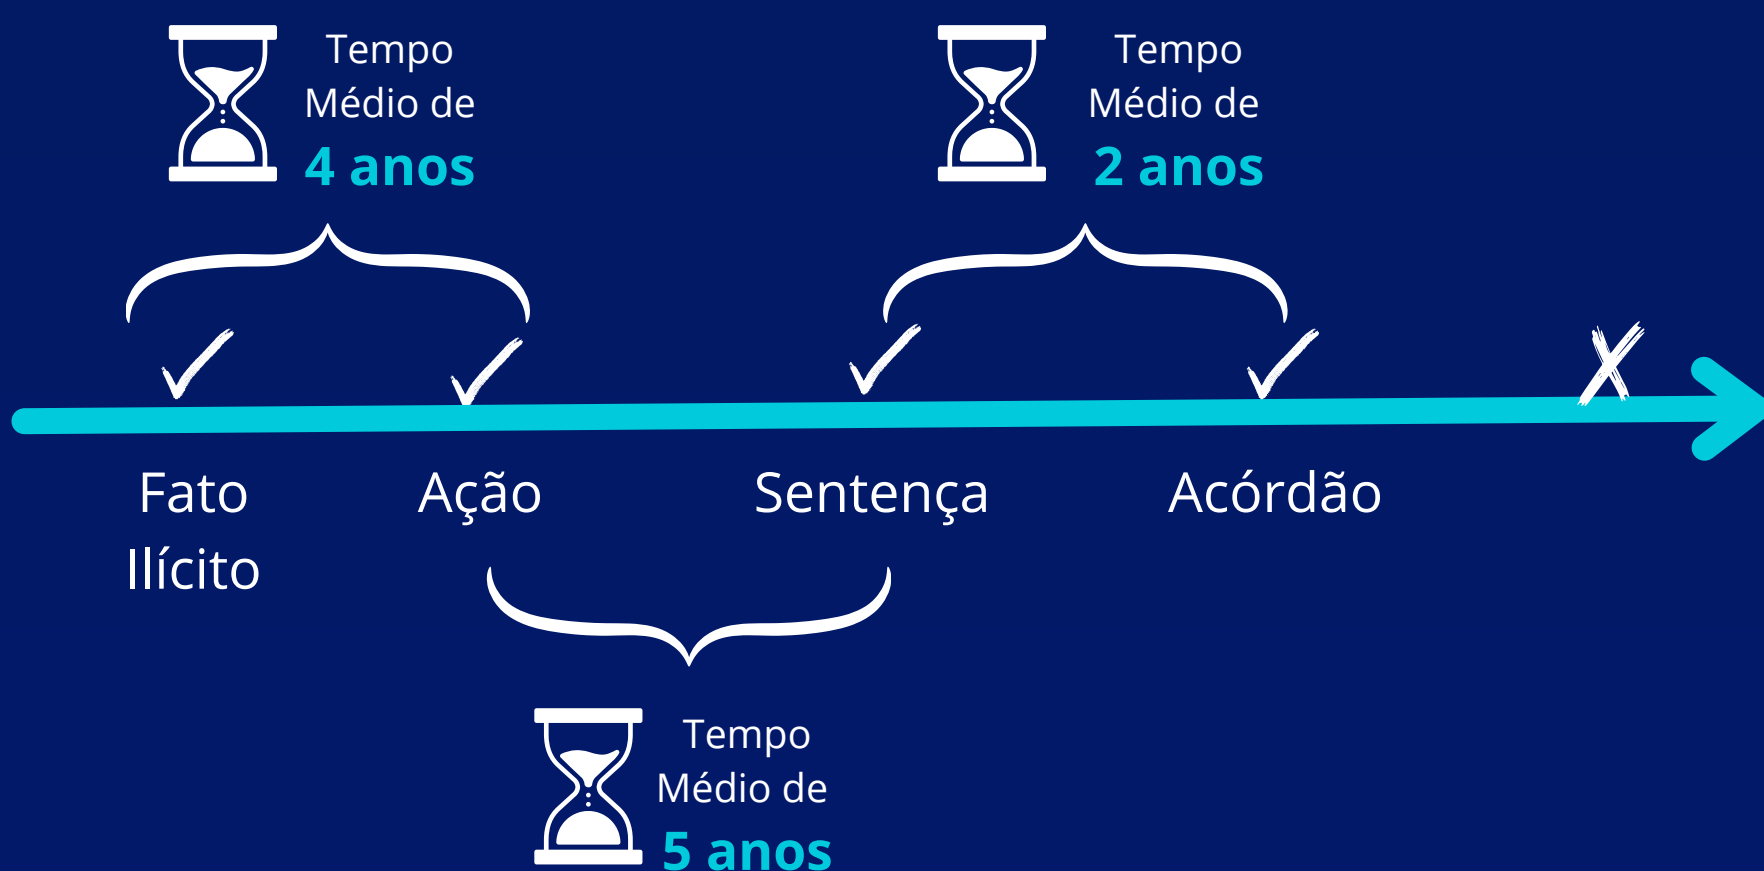 Tempo
Médio de
4 anos
Tempo
Médio de
2 anos
Fato
Ilícito
Ação
Sentença
Acórdão
Tempo
Médio de
5 anos